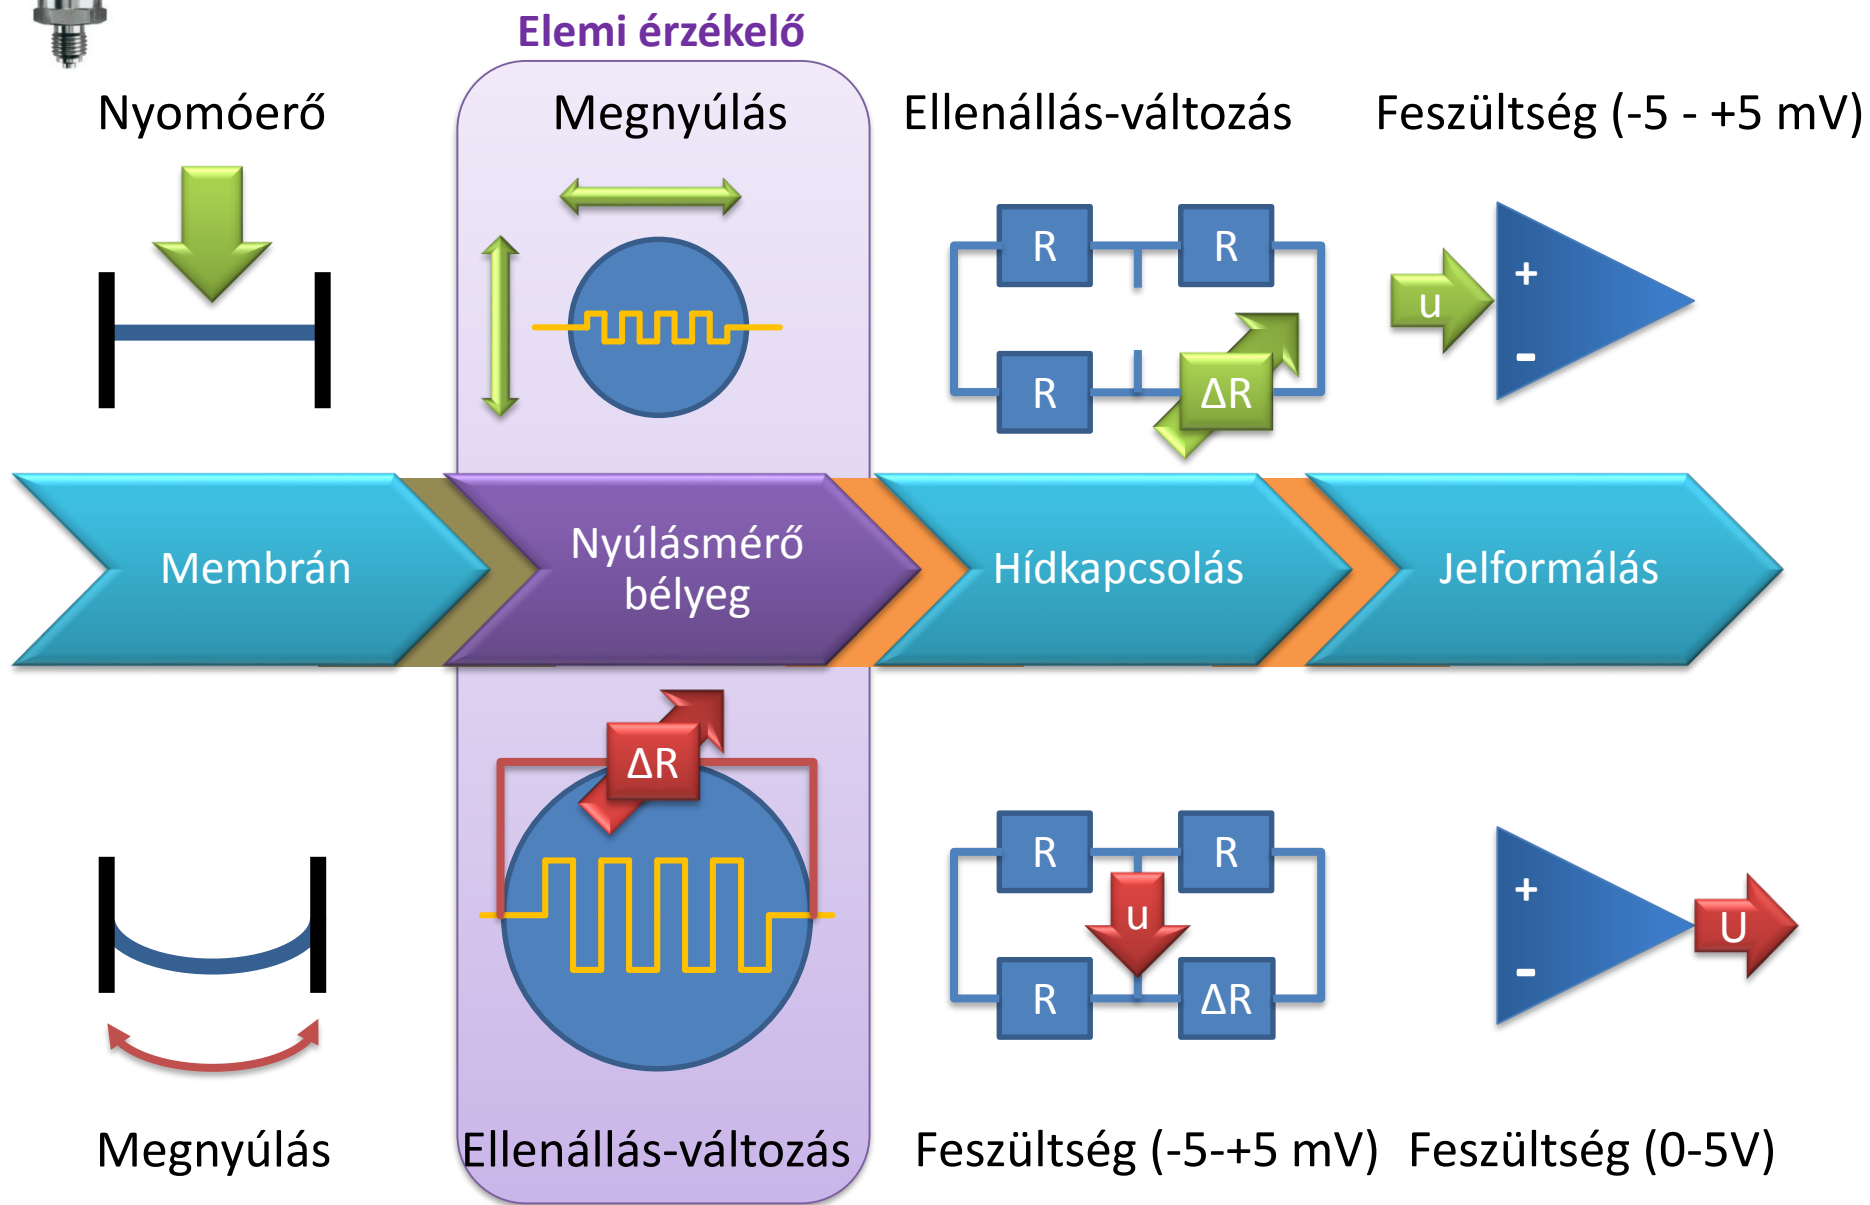 Elemi érzékelő
Nyomóerő
Megnyúlás
Ellenállás-változás
Feszültség (-5 - +5 mV)
R
R
R
ΔR
u
+
-
Membrán
Nyúlásmérő
bélyeg
Hídkapcsolás
Jelformálás
ΔR
R
R
u
R
ΔR
+
-
U
Megnyúlás
Ellenállás-változás
Feszültség (-5-+5 mV)
Feszültség (0-5V)